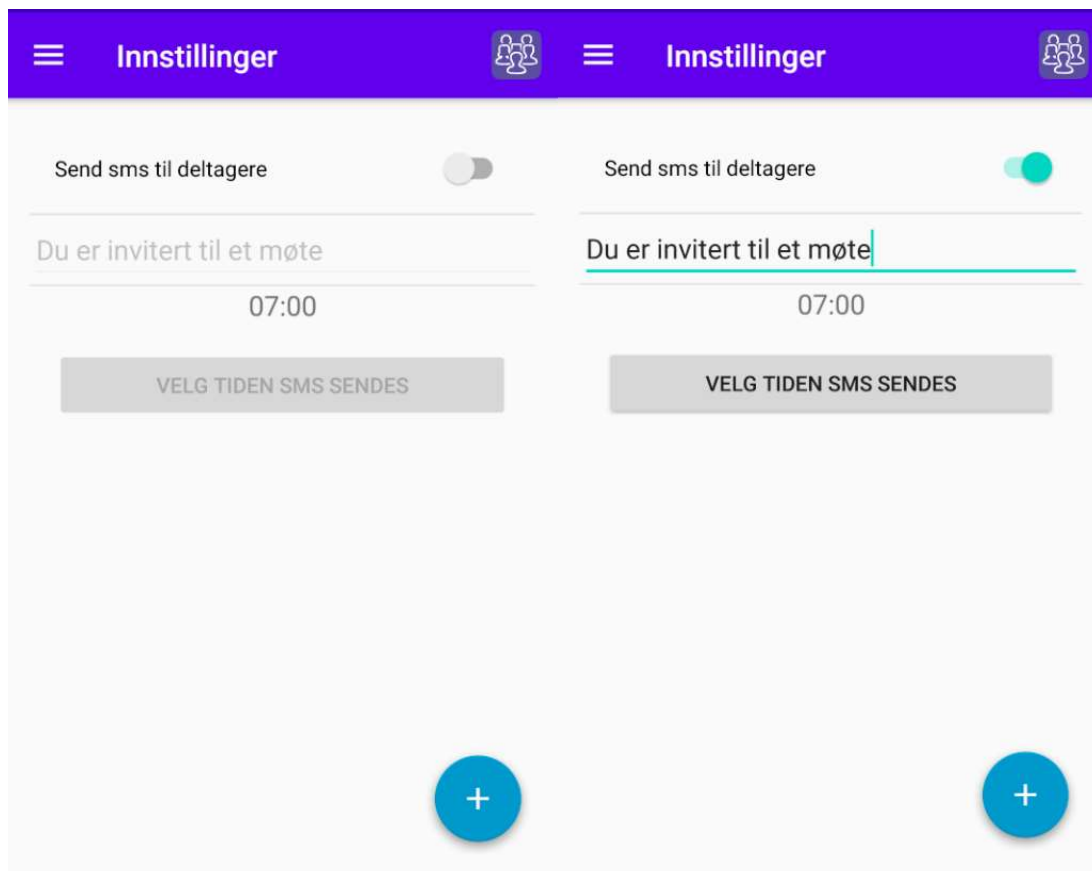 Innstillinger
Send sms til deltagere
Du er invitert til et møte
07:00
VELG TIDEN SMS SENDES
+
Innstillinger
Send sms til deltagere
Du er invitert til et møte
07:00
VELG TIDEN SMS SENDES
+